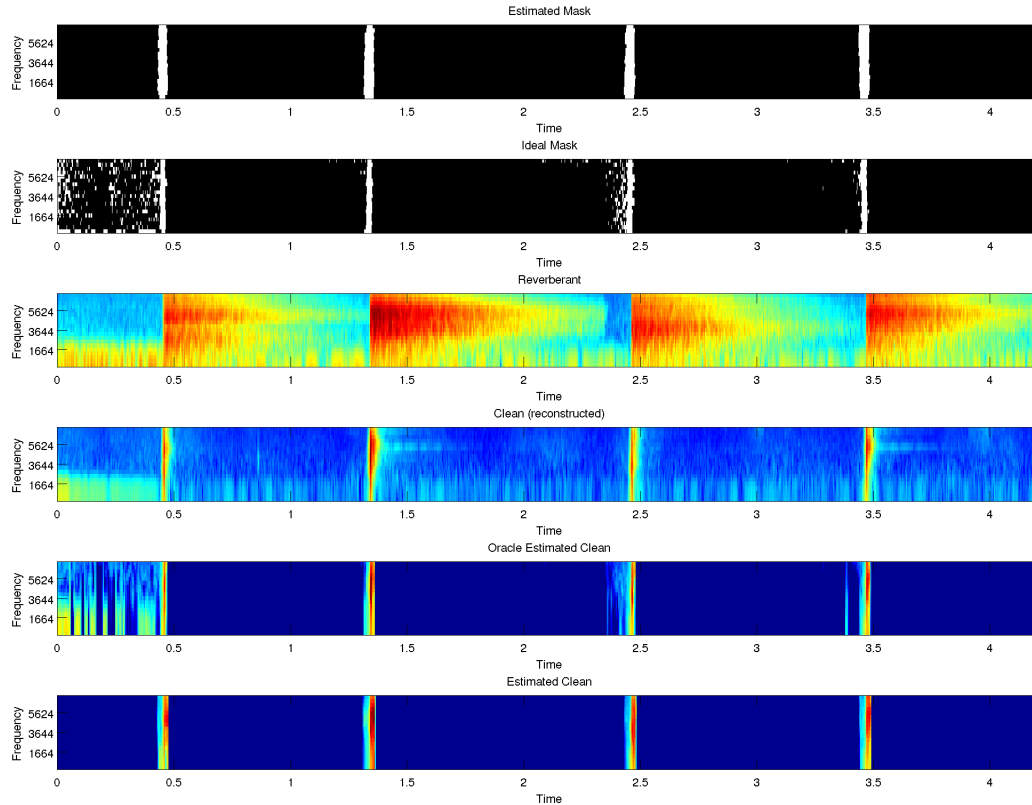 Estimated Mask
Frequency
5624
3644
1664
0 0.5 1 1.5 2 2.5 3 3.5 4
Time
Ideal Mask
Frequency
5624
3644
1664
0 0.5 1 1.5 2 2.5 3 3.5 4
Time
Reverberant
Frequency
5624
3644
1664
0 0.5 1 1.5 2 2.5 3 3.5 4
Time
Clean (reconstructed)
Frequency
5624
3644
1664
0 0.5 1 1.5 2 2.5 3 3.5 4
Time
Oracle Estimated Clean
Frequency
5624
3644
1664
0 0.5 1 1.5 2 2.5 3 3.5 4
Time
Estimated Clean
Frequency
5624
3644
1664
0 0.5 1 1.5 2 2.5 3 3.5 4
Time